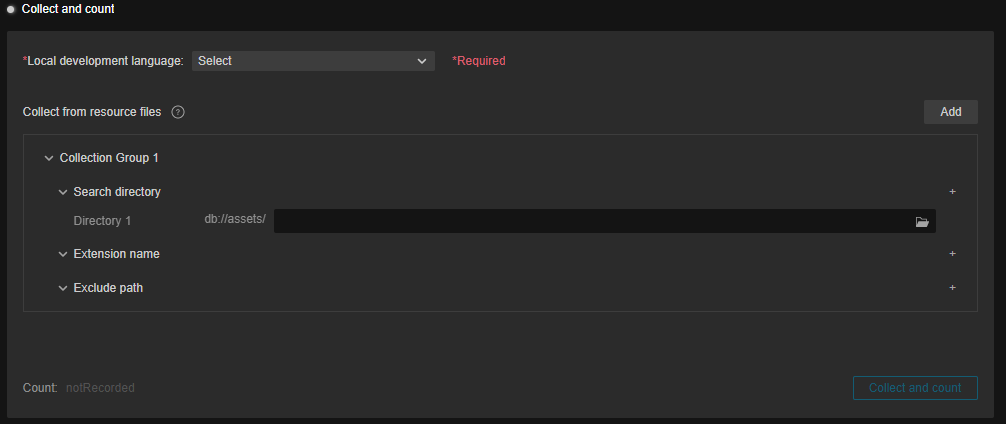 Collect and count
*Local development language: Select *Required
Collect from resource files ? Add
Collection Group 1
Search directory +
Directory 1 db://assets/
Extension name +
Exclude path +
Count: notRecorded Collect and count